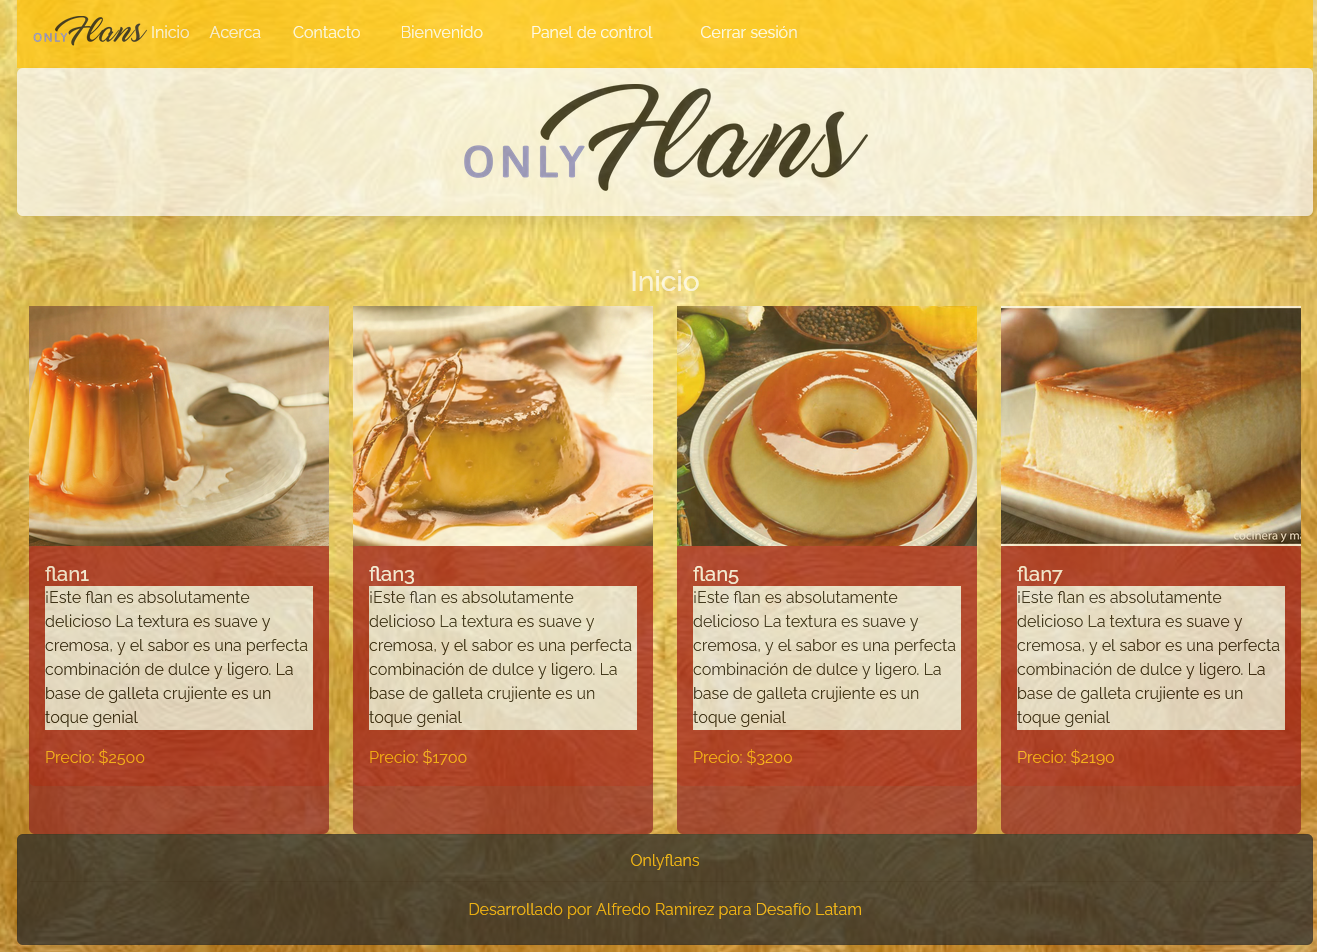 ONLY Flans Inicio Acerca Contacto Bienvenido Panel de control Cerrar sesión
ONLY Flans
Inicio
cocinera y
flan1
¡Este flan es absolutamente
delicioso La textura es suave y
cremosa, y el sabor es una perfecta
combinación de dulce y ligero. La
base de galleta crujiente es un
toque genial
Precio: $2500
flan3
¡Este flan es absolutamente
delicioso La textura es suave y
cremosa, y el sabor es una perfecta
combinación de dulce y ligero. La
base de galleta crujiente es un
toque genial
Precio: $1700
flan5
¡Este flan es absolutamente
delicioso La textura es suave y
cremosa, y el sabor es una perfecta
combinación de dulce y ligero. La
base de galleta crujiente es un
toque genial
Precio: $3200
flan7
¡Este flan es absolutamente
delicioso La textura es suave y
cremosa, y el sabor es una perfecta
combinación de dulce y ligero. La
base de galleta crujiente es un
toque genial
Precio: $2190
Onlyflans
Desarrollado por Alfredo Ramirez para Desafío Latam